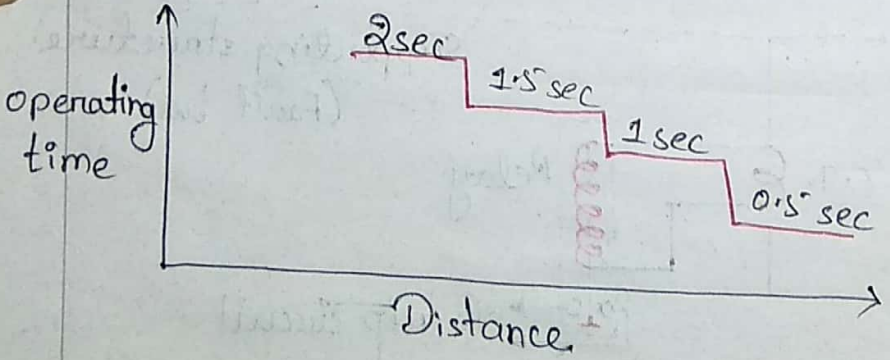 2sec
1.5 sec
operating
time
1 sec
0.5 sec
Distance